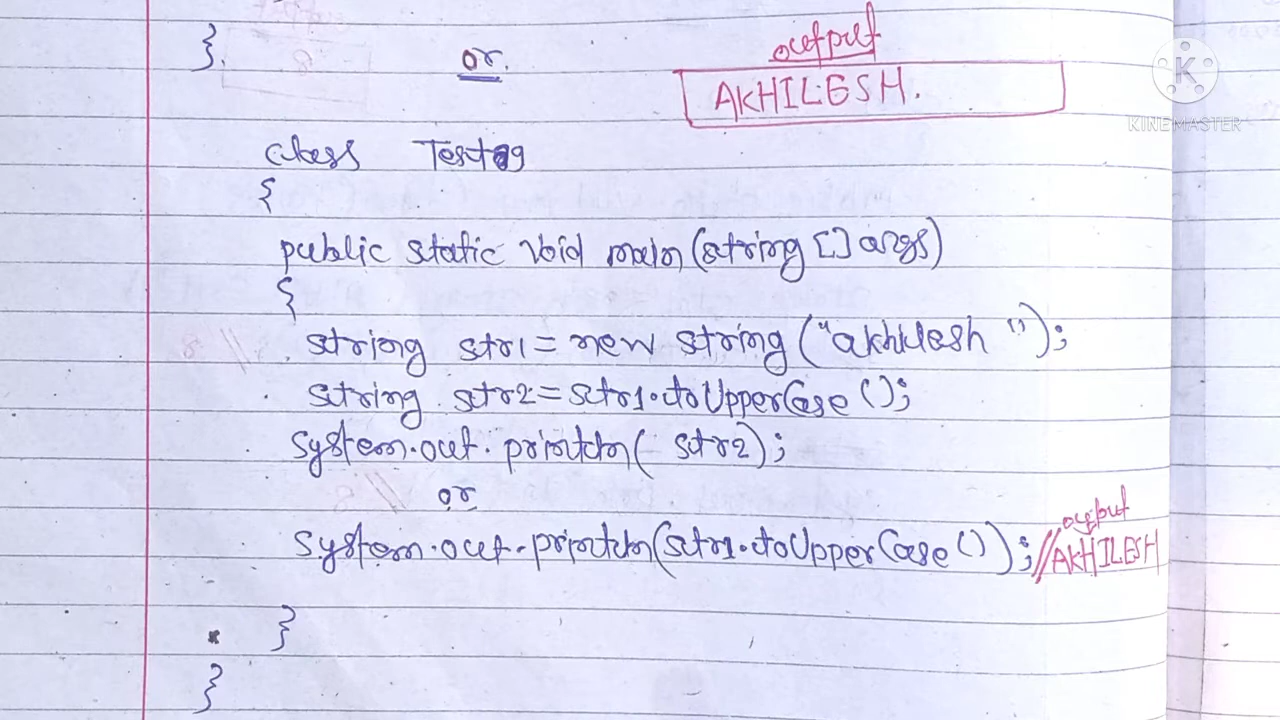 output
}. or. AKHILESH.
KINEMASTER
class Test09
{
public static void main(string [] args)
{
string str1 = new string ("akhilesh");
string str2 = str1.toUpperCase ();
system.out.println( str2);
or
output
system.out.println(str1.toUpperCase ()); //AKHILESH
}
}